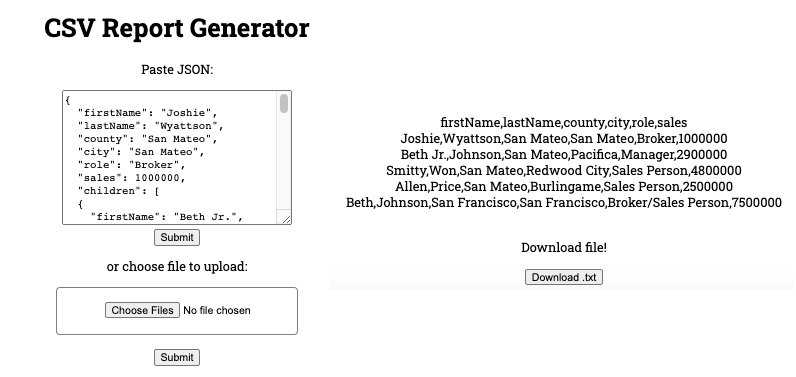 CSV Report Generator
Paste JSON:
{
"firstName": "Joshie",
"lastName": "Wyattson",
"county": "San Mateo",
"city": "San Mateo",
"role": "Broker",
"sales": 1000000,
"children": [
{
"firstName": "Beth Jr.",
Submit
or choose file to upload:
Choose Files No file chosen
Submit
firstName,lastName,county,city,role,sales
Joshie,Wyattson,San Mateo,San Mateo,Broker,1000000
Beth Jr.,Johnson,San Mateo,Pacifica,Manager,2900000
Smitty,Won,San Mateo,Redwood City,Sales Person,4800000
Allen,Price,San Mateo,Burlingame,Sales Person,2500000
Beth,Johnson,San Francisco,San Francisco,Broker/Sales Person,7500000
Download file!
Download .txt